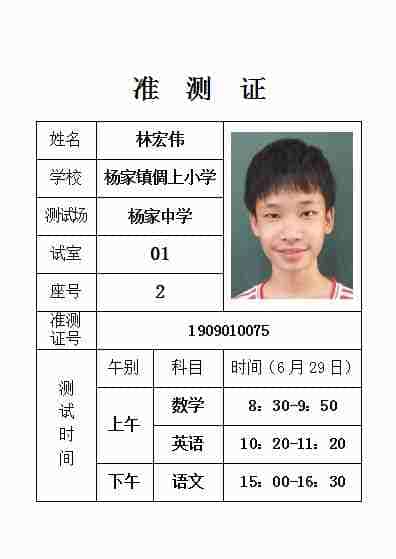 准 测 证
姓名 林宏伟
学校 杨家镇倜上小学
测试场 杨家中学
试室 01
座号 2
准测
证号 1909010075
测试时间
午别 科目 时间（6月29日）
上午 数学 8：30-9：50
英语 10：20-11：20
下午 语文 15：00-16：30